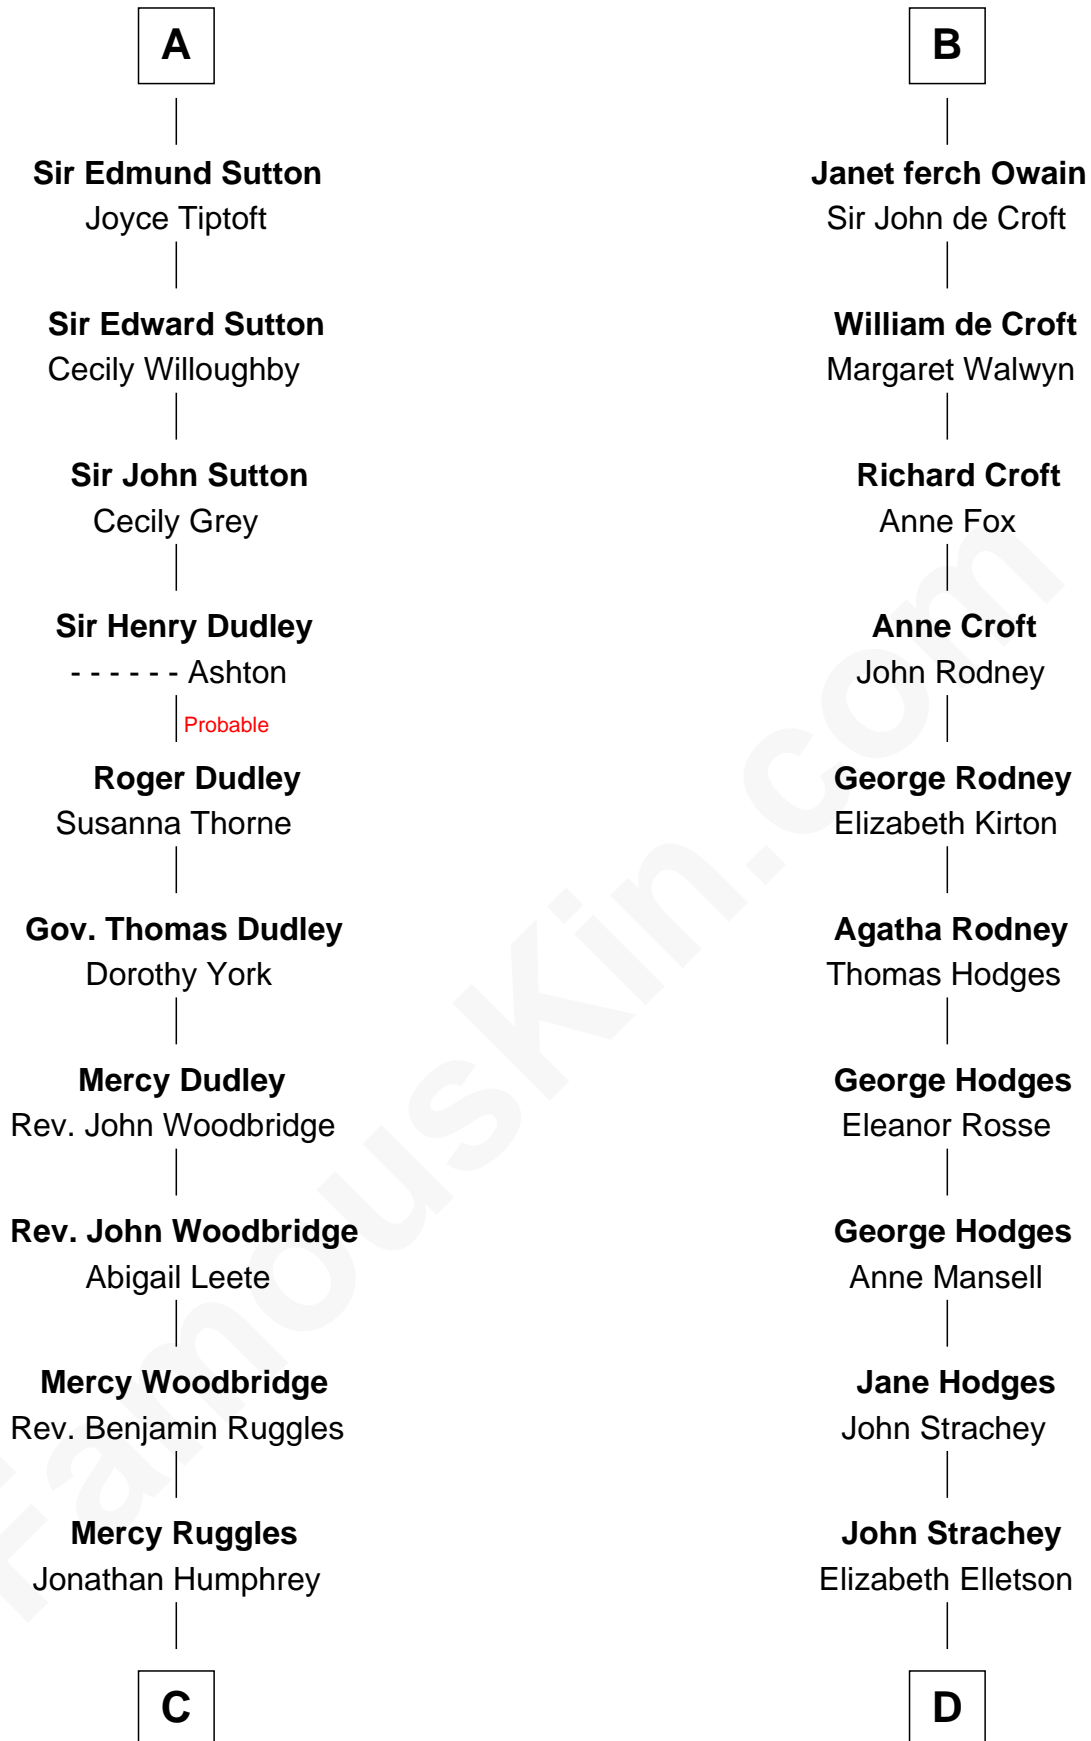 A
Sir Edmund Sutton
Joyce Tiptoft
Sir Edward Sutton
Cecily Willoughby
Sir John Sutton
Cecily Grey
Sir Henry Dudley
- - - - - - Ashton
Probable
Roger Dudley
Susanna Thorne
Gov. Thomas Dudley
Dorothy York
Mercy Dudley
Rev. John Woodbridge
Rev. John Woodbridge
Abigail Leete
Mercy Woodbridge
Rev. Benjamin Ruggles
Mercy Ruggles
Jonathan Humphrey
C
B
Janet ferch Owain
Sir John de Croft
William de Croft
Margaret Walwyn
Richard Croft
Anne Fox
Anne Croft
John Rodney
George Rodney
Elizabeth Kirton
Agatha Rodney
Thomas Hodges
George Hodges
Eleanor Rosse
George Hodges
Anne Mansell
Jane Hodges
John Strachey
John Strachey
Elizabeth Elletson
D
FamousKin.com